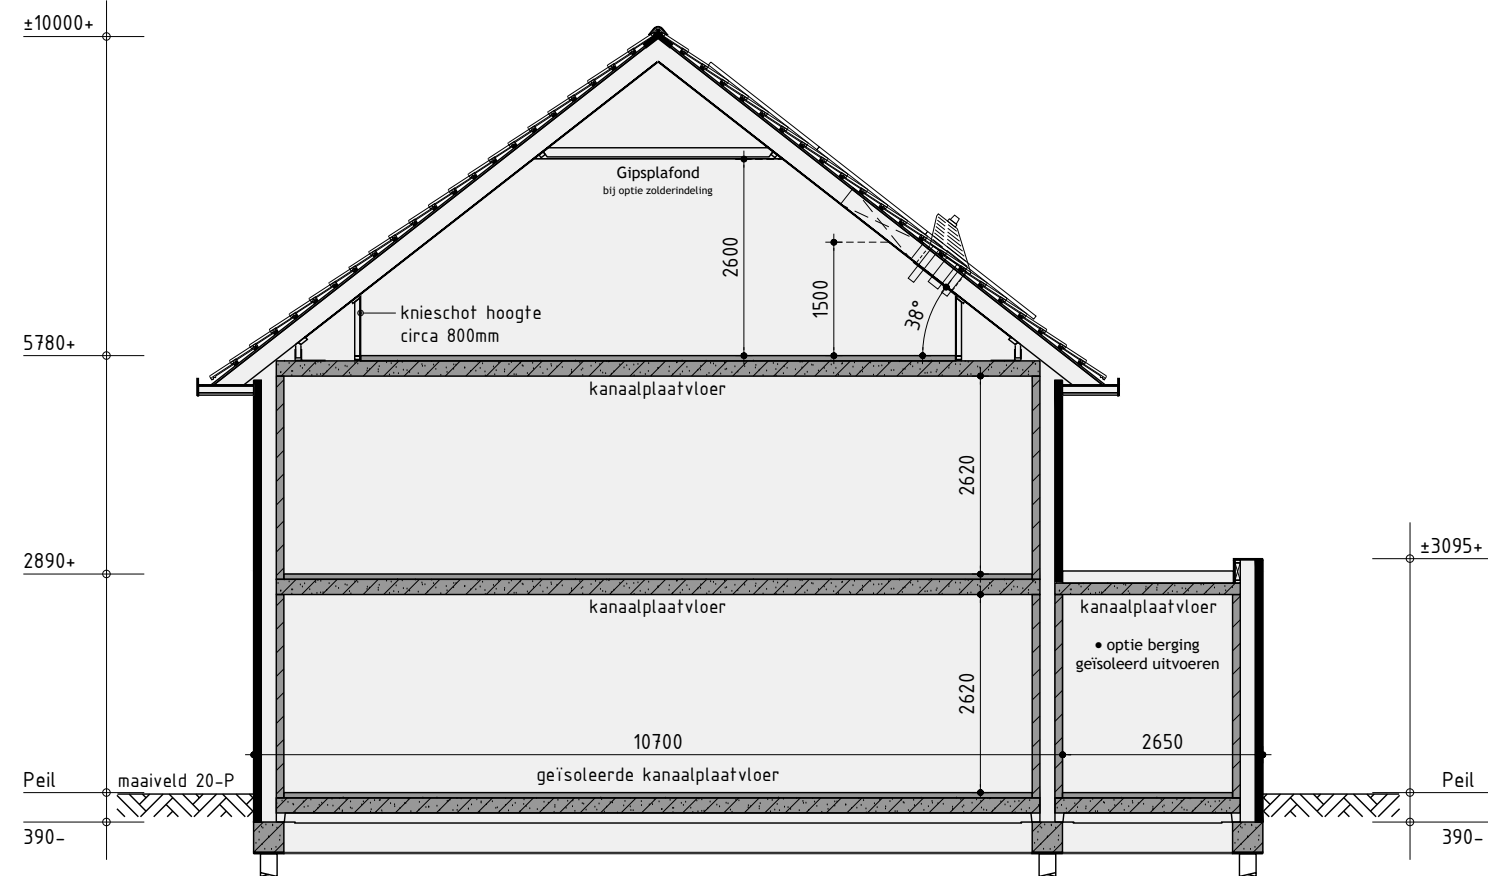 ±10000+
Gipsplafond
bij optie zolderindeling
2600
1500
38°
knieschot hoogte
circa 800mm
5780+
kanaalplaatvloer
2620
2890+
±3095+
kanaalplaatvloer
kanaalplaatvloer
• optie berging
geïsoleerd uitvoeren
2620
10700
2650
geïsoleerde kanaalplaatvloer
Peil
maaiveld 20-P
Peil
390-
390-